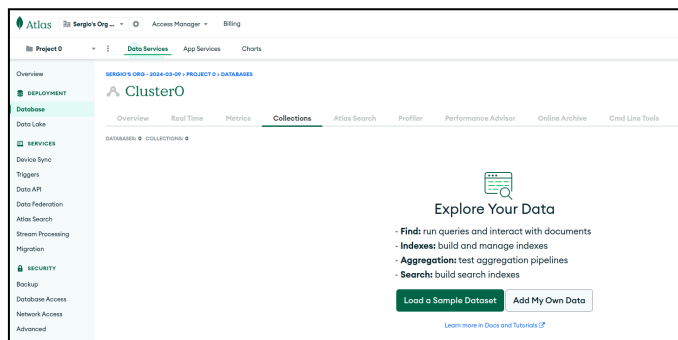 Atlas
Sergio's Org ...
Access Manager
Billing
Project 0
Data Services
App Services
Charts
Overview
DEPLOYMENT
Database
Data Lake
SERVICES
Device Sync
Triggers
Data API
Data Federation
Atlas Search
Stream Processing
Migration
SECURITY
Backup
Database Access
Network Access
Advanced
SERGIO'S ORG - 2024-03-09 > PROJECT 0 > DATABASES
Cluster0
Overview
Real Time
Metrics
Collections
Atlas Search
Profiler
Performance Advisor
Online Archive
Cmd Line Tools
DATABASES: 0 COLLECTIONS: 0
Explore Your Data
- Find: run queries and interact with documents
- Indexes: build and manage indexes
- Aggregation: test aggregation pipelines
- Search: build search indexes
Load a Sample Dataset
Add My Own Data
Learn more in Docs and Tutorials